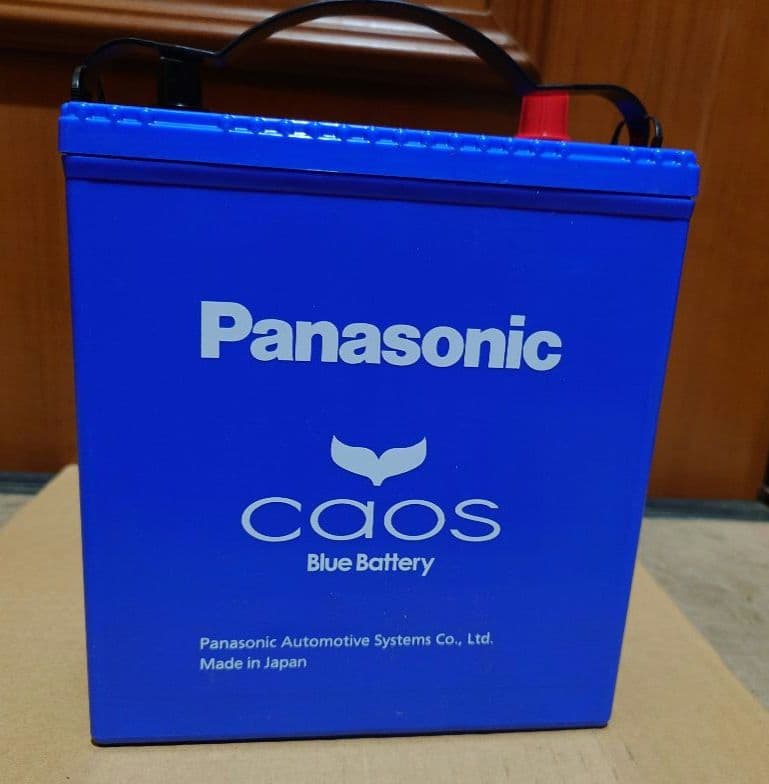 Panasonic
caos
Blue Battery
Panasonic Automotive Systems Co., Ltd.
Made in Japan